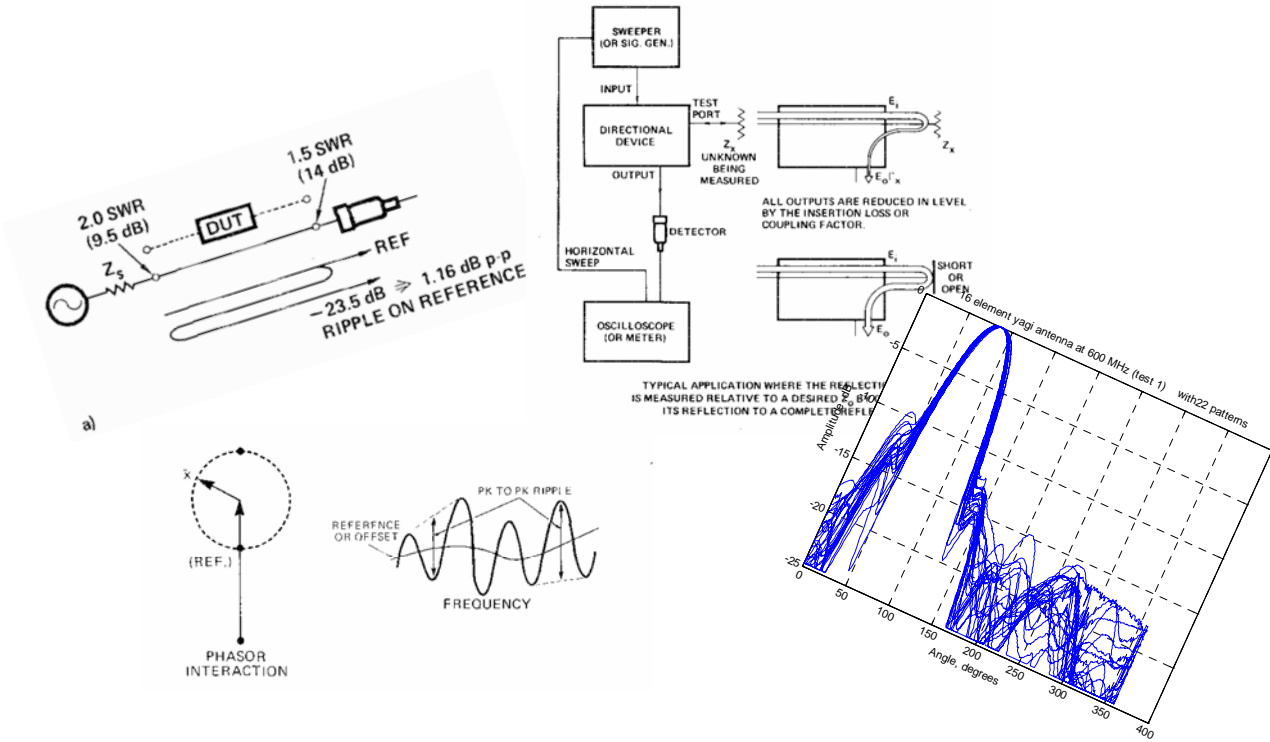 1.5 SWR
(14 dB)
2.0 SWR
(9.5 dB)
DUT
Zs
REF
−23.5 dB ⩾ 1.16 dB p-p
RIPPLE ON REFERENCE
a)
SWEEPER
(OR SIG. GEN.)
INPUT
DIRECTIONAL
DEVICE
TEST
PORT
Zx
UNKNOWN
BEING
MEASURED
OUTPUT
DETECTOR
HORIZONTAL
SWEEP
OSCILLOSCOPE
(OR METER)
Ei
Zx
EoΓx
ALL OUTPUTS ARE REDUCED IN LEVEL
BY THE INSERTION LOSS OR
COUPLING FACTOR.
Ei
SHORT
OR
OPEN
Eo
TYPICAL APPLICATION WHERE THE
IS MEASURED RELATIVE TO A DESIRED
ITS REFLECTION TO A
(REF.)
PHASOR
INTERACTION
PK TO PK RIPPLE
REFERENCE
OR OFFSET
FREQUENCY
16 element yagi antenna at 600 MHz (test 1) with22 patterns
0
-5
-15
-20
-25
Amplitude, dB
0
50
100
150
200
250
300
350
400
Angle, degrees